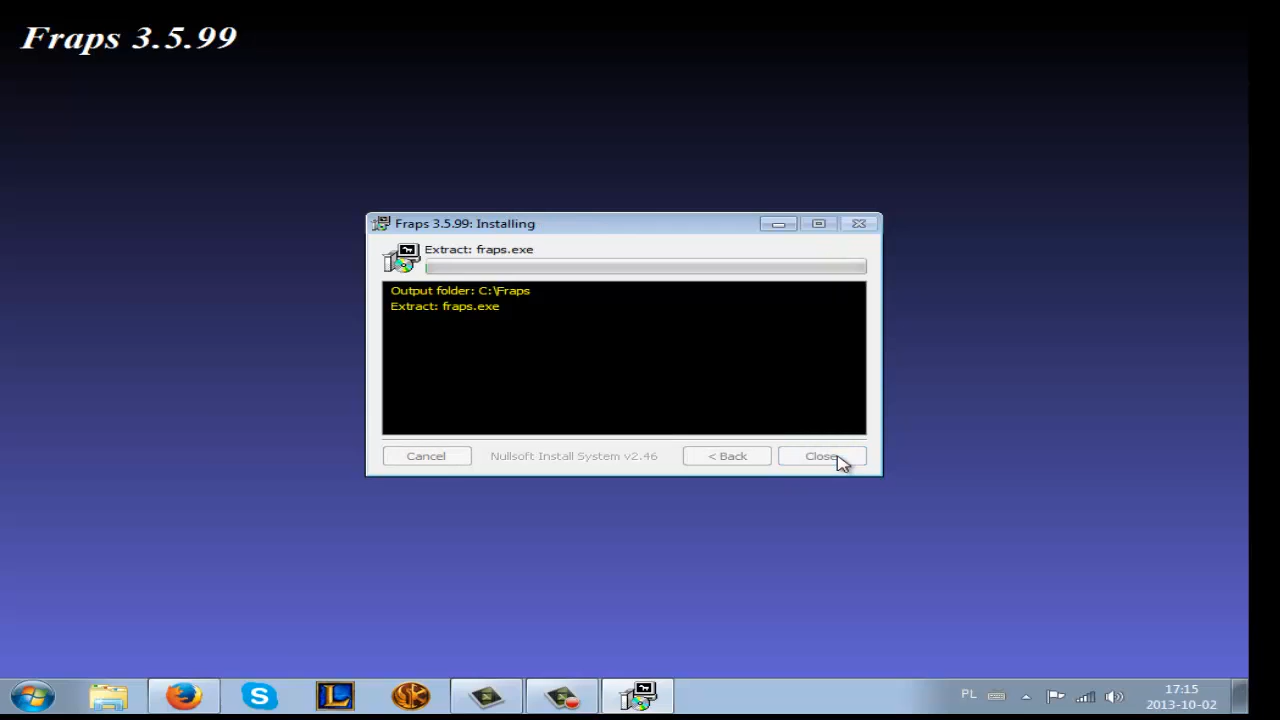 Fraps 3.5.99
Fraps 3.5.99: Installing
Extract: fraps.exe
Output folder: C:\Fraps
Extract: fraps.exe
Cancel
Nullsoft Install System v2.46
< Back
Close
PL
17:15
2013-10-02